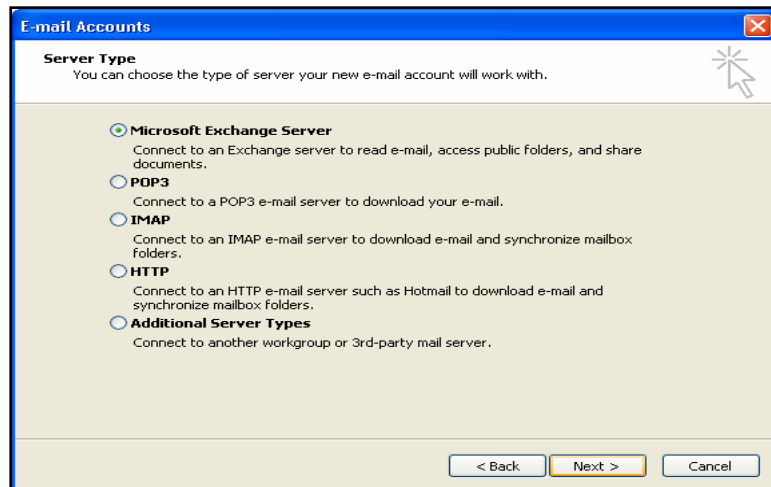 E-mail Accounts
Server Type
You can choose the type of server your new e-mail account will work with.
Microsoft Exchange Server
Connect to an Exchange server to read e-mail, access public folders, and share
documents.
POP3
Connect to a POP3 e-mail server to download your e-mail.
IMAP
Connect to an IMAP e-mail server to download e-mail and synchronize mailbox
folders.
HTTP
Connect to an HTTP e-mail server such as Hotmail to download e-mail and
synchronize mailbox folders.
Additional Server Types
Connect to another workgroup or 3rd-party mail server.
< Back Next > Cancel